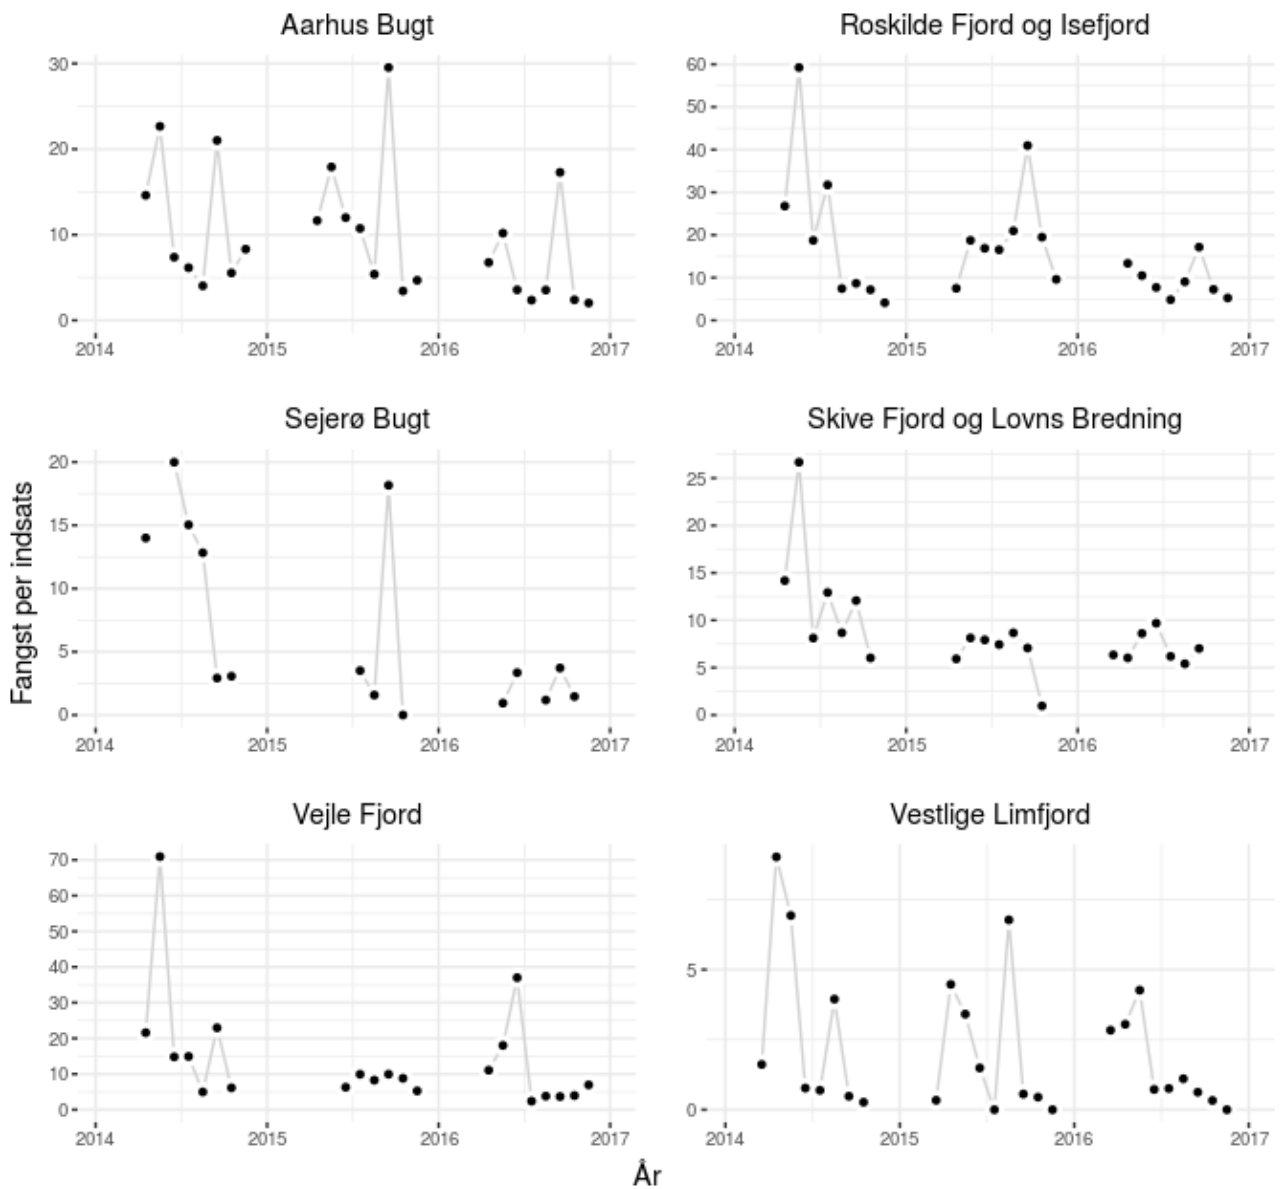 Aarhus Bugt
Roskilde Fjord og Isefjord
30
20
10
0
2014 2015 2016 2017
60
50
40
30
20
10
0
2014 2015 2016 2017
Sejerø Bugt
Skive Fjord og Lovns Bredning
Fangst per indsats
20
15
10
5
0
2014 2015 2016 2017
25
20
15
10
5
0
2014 2015 2016 2017
Vejle Fjord
Vestlige Limfjord
70
60
50
40
30
20
10
0
2014 2015 2016 2017
5
0
2014 2015 2016 2017
År